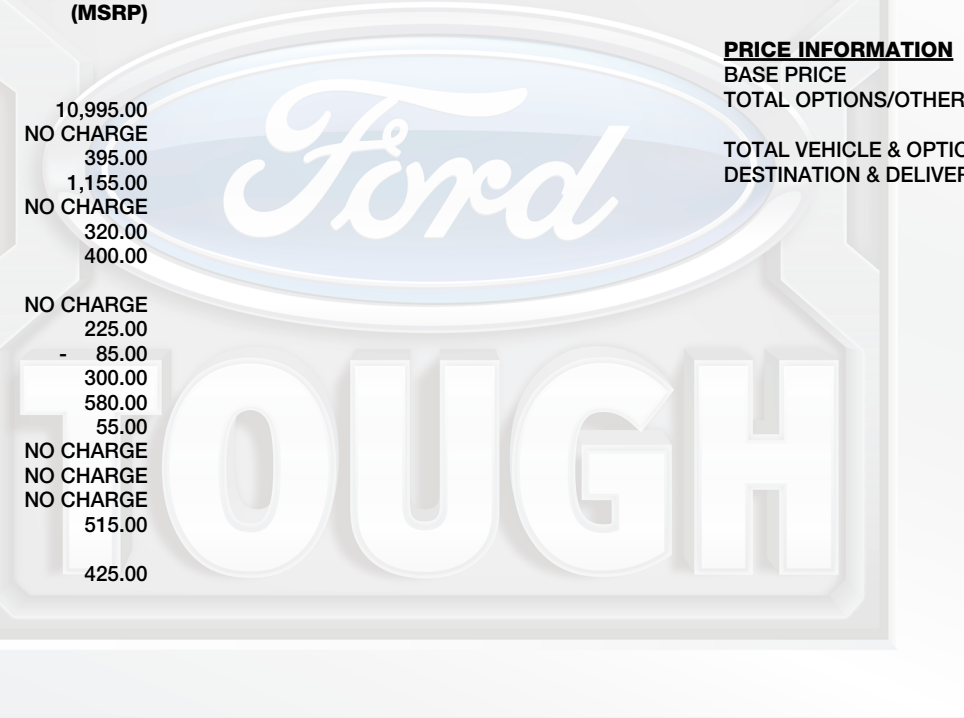 (MSRP)
10,995.00
NO CHARGE
395.00
1,155.00
NO CHARGE
320.00
400.00
NO CHARGE
225.00
- 85.00
300.00
580.00
55.00
NO CHARGE
NO CHARGE
NO CHARGE
515.00
425.00
PRICE INFORMATION
BASE PRICE
TOTAL OPTIONS/OTHER
TOTAL VEHICLE & OPTIO
DESTINATION & DELIVER
Ford
TOUGH